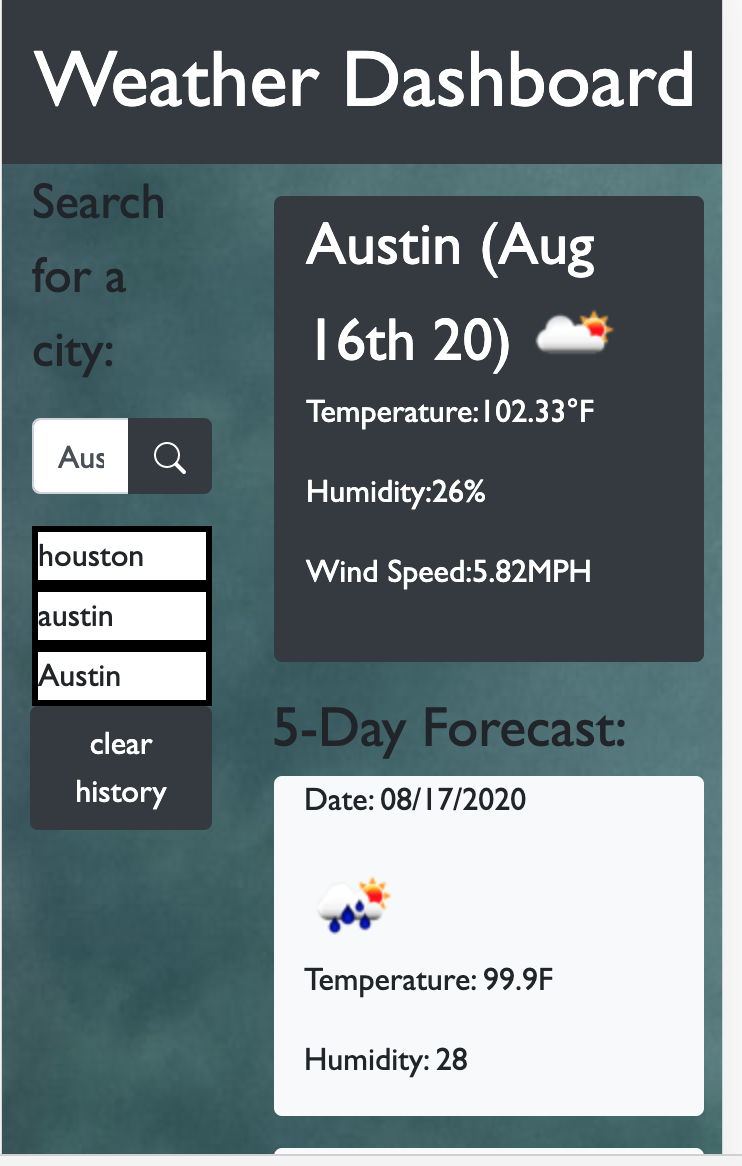 Weather Dashboard
Search
for a
city:
Aus
houston
austin
Austin
clear
history
Austin (Aug
16th 20)
Temperature:102.33°F
Humidity:26%
Wind Speed:5.82MPH
5-Day Forecast:
Date: 08/17/2020
Temperature: 99.9F
Humidity: 28